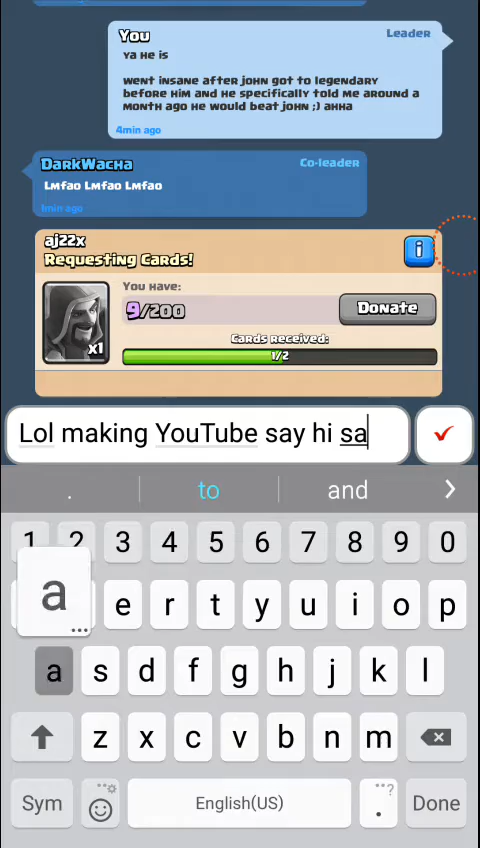 You
Leader
Ya He is
went insane after john got to legendary
before Him and He specifically told me around a
month ago He would beat john ;) ahha
4min ago
DarkWacha
Co-leader
Lmfao Lmfao Lmfao
1min ago
aj22x
Requesting Cards!
i
You have:
9/200
x1
Donate
Cards received:
1/2
Lol making YouTube say hi sa
. to and >
1 2 3 4 5 6 7 8 9 0
a
e r t y u i o p
a s d f g h j k l
z x c v b n m
Sym English(US) . Done